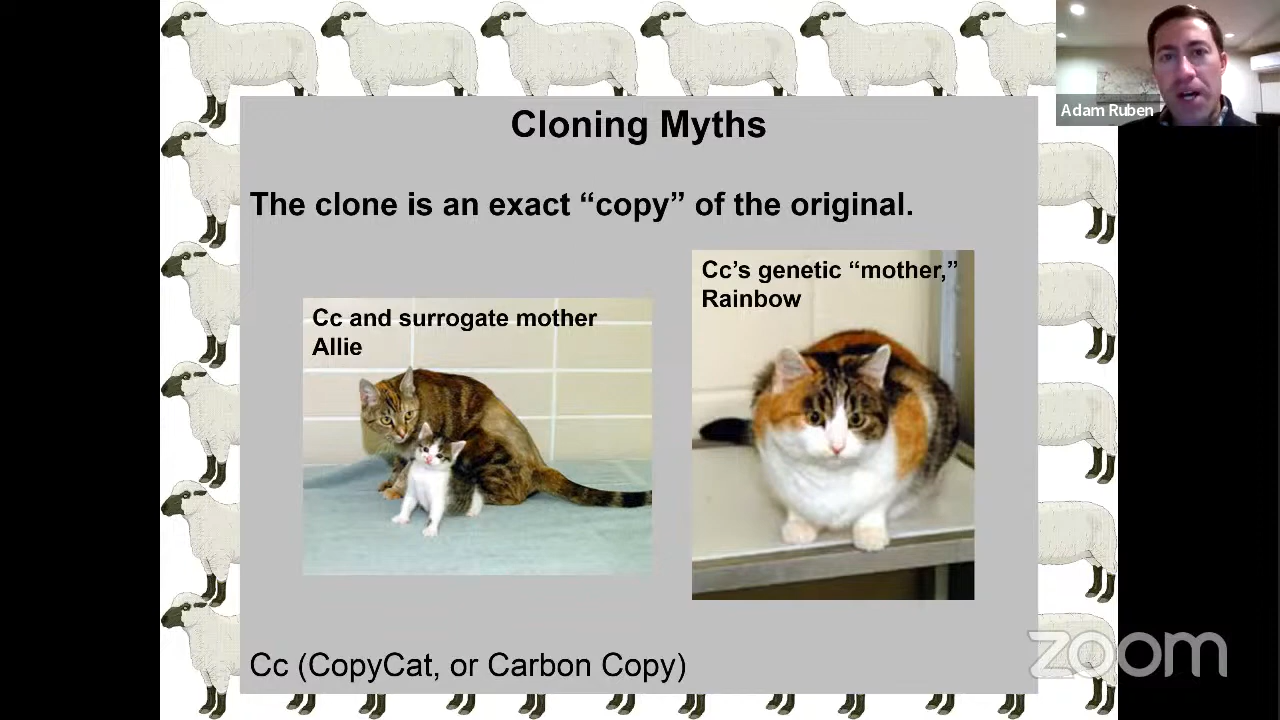 Cloning Myths
Adam Ruben
The clone is an exact “copy” of the original.
Cc and surrogate mother
Allie
Cc’s genetic “mother,”
Rainbow
Cc (CopyCat, or Carbon Copy)
zoom